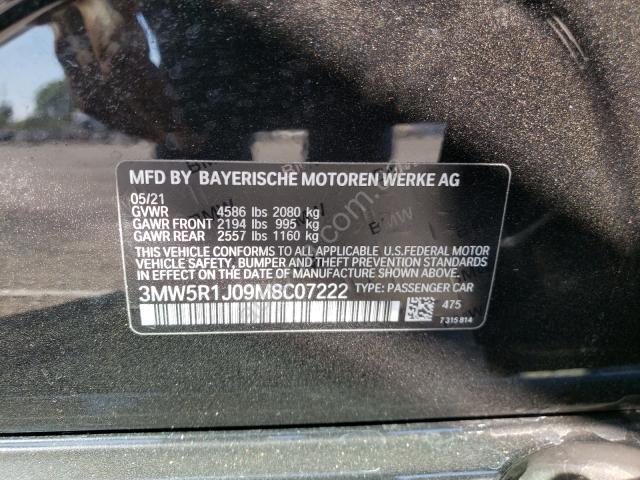 MFD BY BAYERISCHE MOTOREN WERKE AG
05/21
GVWR 4586 lbs 2080 kg
GAWR FRONT 2194 lbs 995 kg
GAWR REAR 2557 lbs 1160 kg
THIS VEHICLE CONFORMS TO ALL APPLICABLE U.S.FEDERAL MOTOR
VEHICLE SAFETY, BUMPER AND THEFT PREVENTION STANDARDS IN
EFFECT ON THE DATE OF MANUFACTURE SHOWN ABOVE.
3MW5R1J09M8C07222 TYPE: PASSENGER CAR
475
7 315 814
BMW